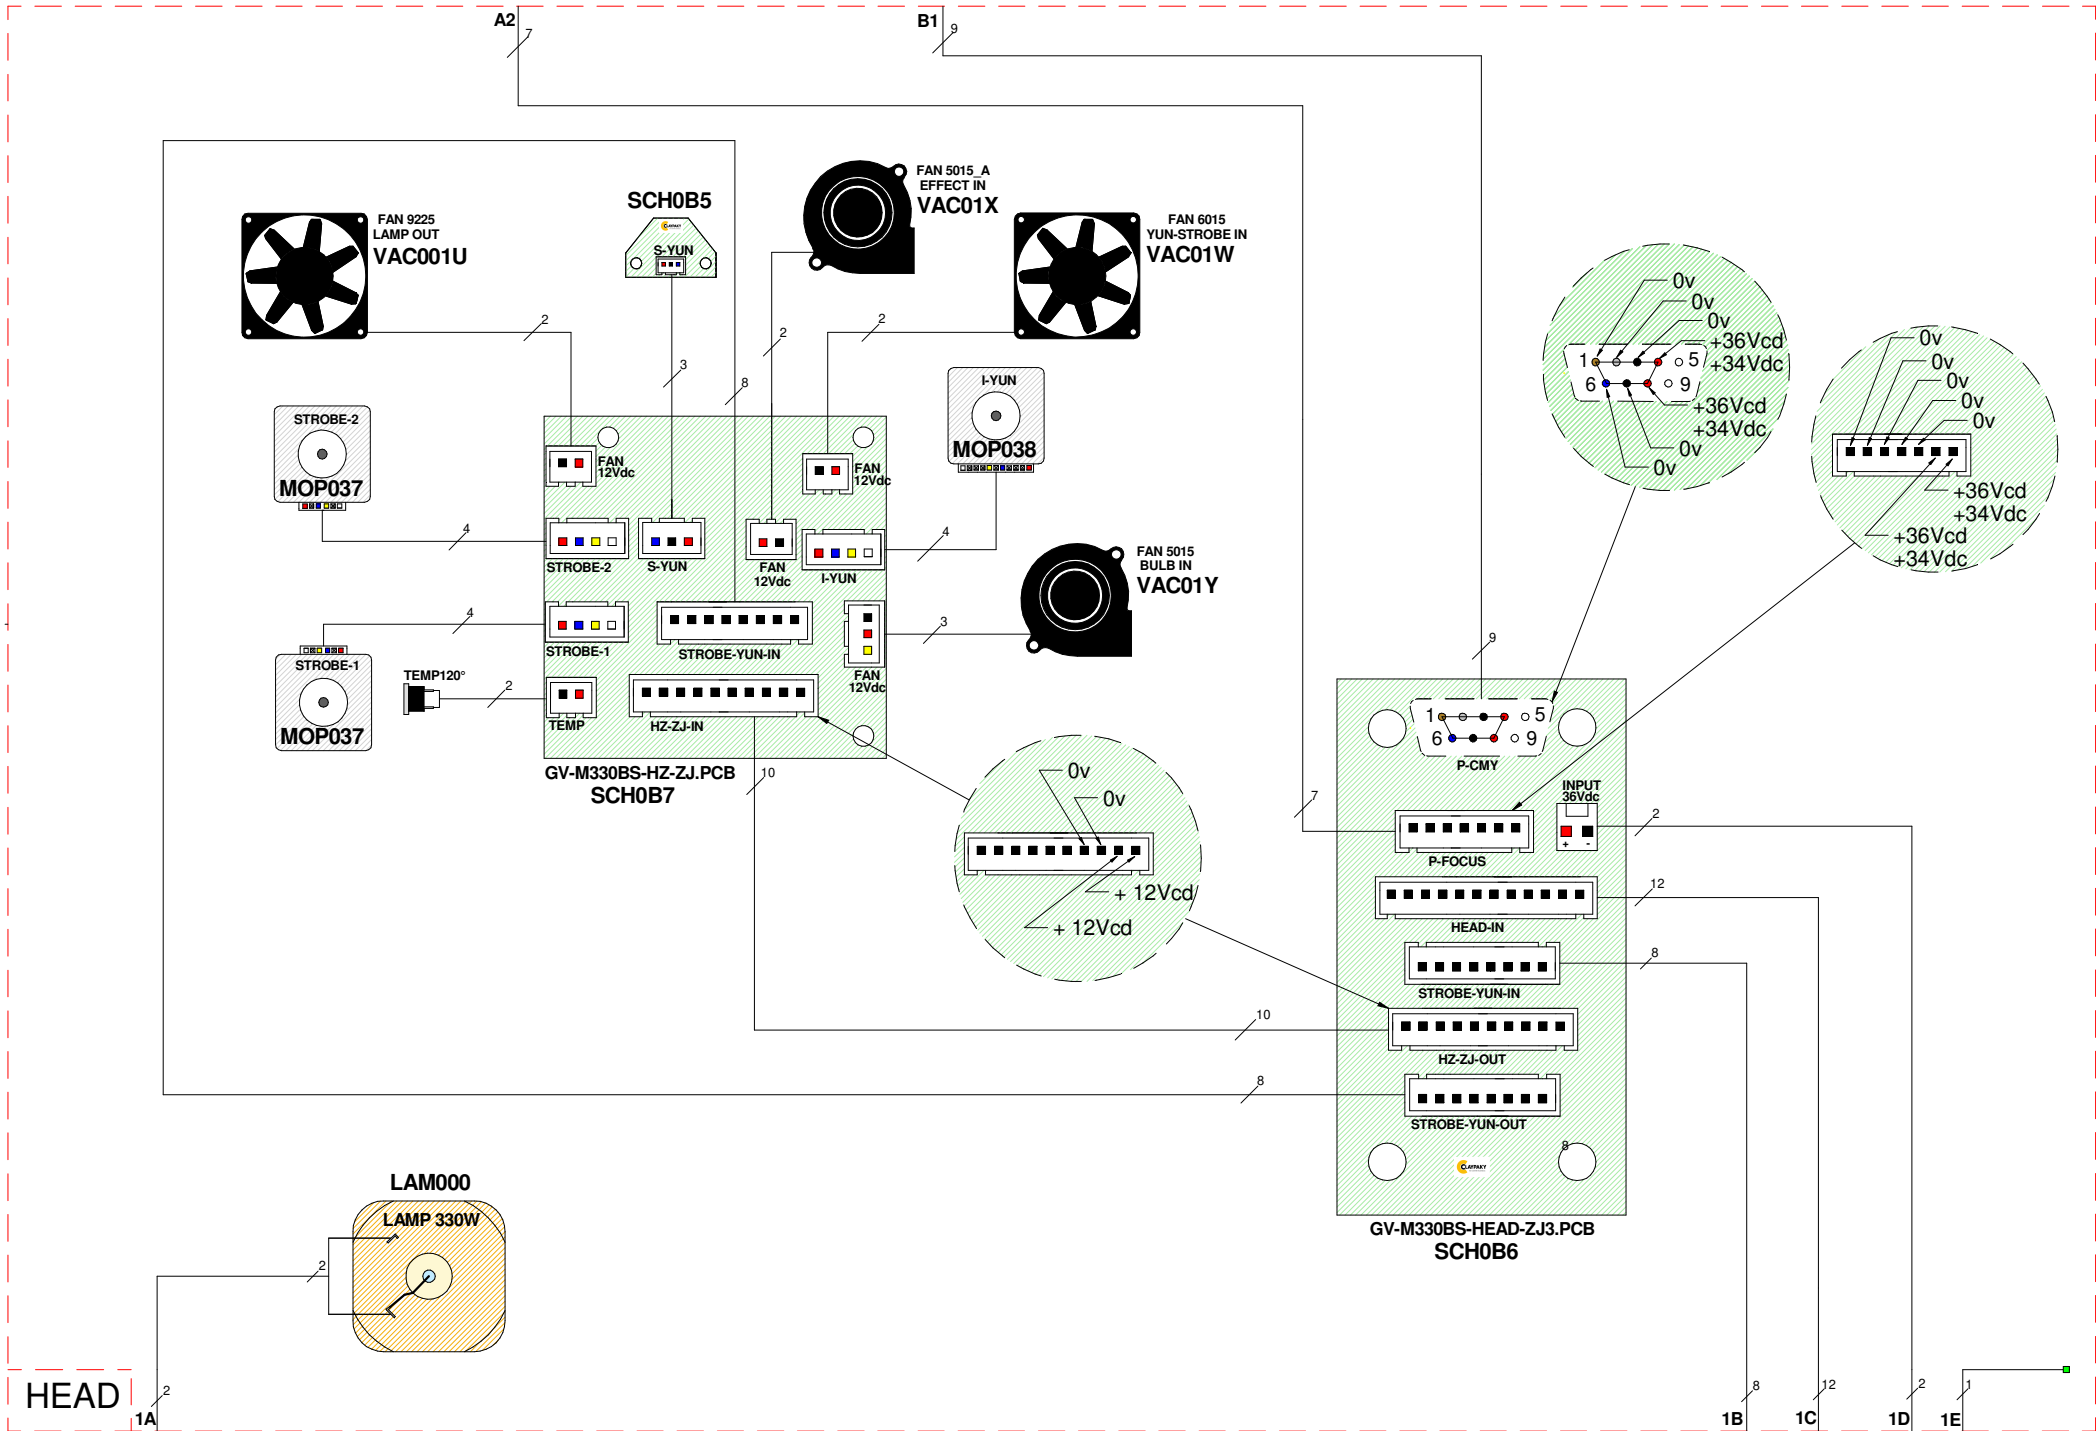 A2
7
B1
9
FAN 5015_A
EFFECT IN
VAC01X
SCH0B5
CLAYPAKY
S-YUN
FAN 9225
LAMP OUT
VAC001U
FAN 6015
YUN-STROBE IN
VAC01W
2
3
8
2
2
0v
0v
0v
+36Vcd
+34Vdc
1
5
6
9
+36Vcd
+34Vdc
0v
0v
0v
0v
0v
0v
0v
+36Vcd
+34Vdc
+36Vcd
+34Vdc
STROBE-2
MOP037
4
I-YUN
MOP038
4
FAN
12Vdc
FAN
12Vdc
STROBE-2
S-YUN
FAN
12Vdc
I-YUN
FAN 5015
BULB IN
VAC01Y
3
4
STROBE-1
STROBE-YUN-IN
FAN
12Vdc
STROBE-1
MOP037
TEMP120°
2
TEMP
HZ-ZJ-IN
GV-M330BS-HZ-ZJ.PCB
SCH0B7
10
0v
0v
+ 12Vcd
+ 12Vcd
9
1
5
6
9
P-CMY
INPUT
36Vdc
+ -
7
2
P-FOCUS
12
HEAD-IN
8
STROBE-YUN-IN
10
HZ-ZJ-OUT
8
STROBE-YUN-OUT
8
CLAYPAKY
GV-M330BS-HEAD-ZJ3.PCB
SCH0B6
LAM000
LAMP 330W
2
HEAD
2
1A
8
1B
12
1C
2
1D
1
1E